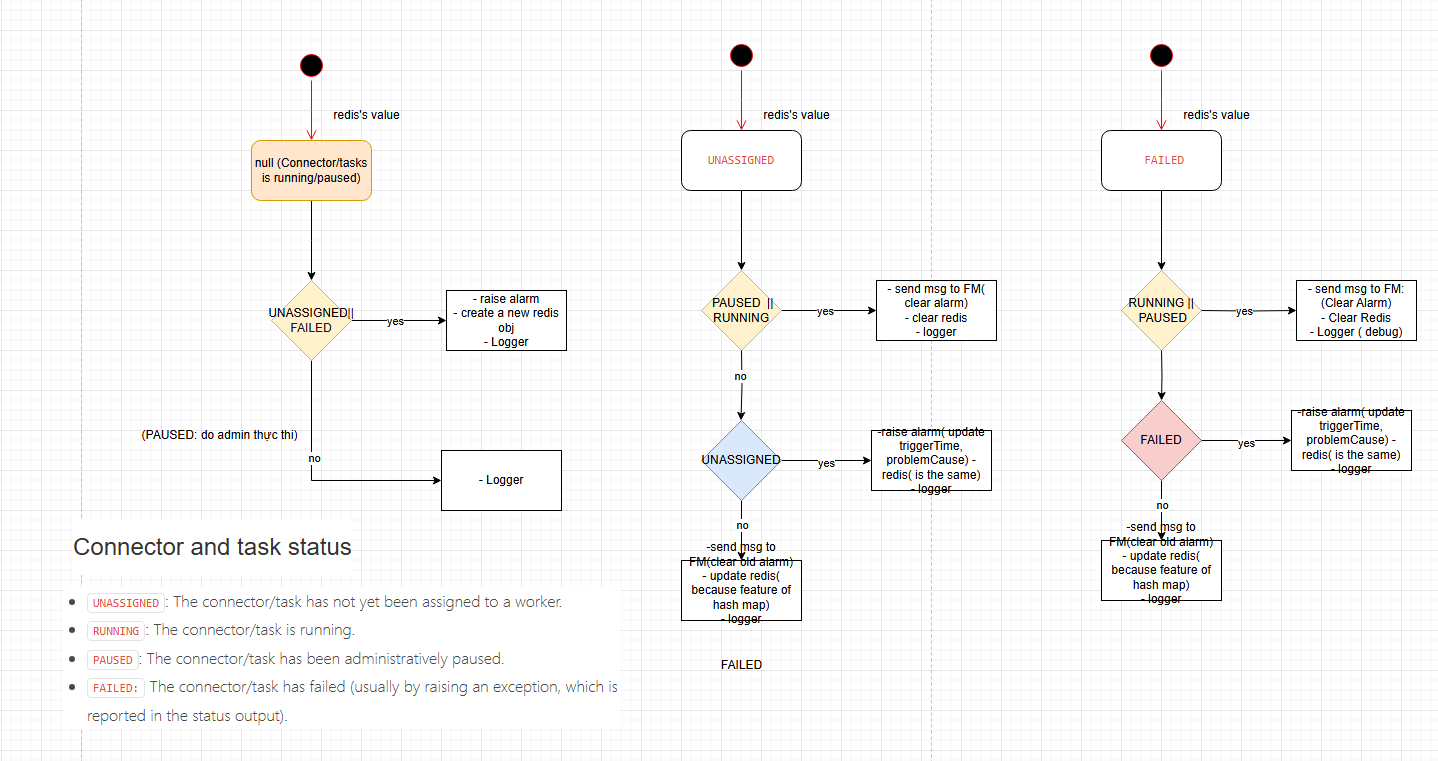 redis's value
null (Connector/tasks
is running/paused)
UNASSIGNED||
FAILED
yes
- raise alarm
- create a new redis
obj
- Logger
(PAUSED: do admin thực thi)
no
- Logger
Connector and task status
UNASSIGNED: The connector/task has not yet been assigned to a worker.
RUNNING: The connector/task is running.
PAUSED: The connector/task has been administratively paused.
FAILED: The connector/task has failed (usually by raising an exception, which is
reported in the status output).
redis's value
UNASSIGNED
PAUSED ||
RUNNING
yes
- send msg to FM(
clear alarm)
- clear redis
- logger
no
UNASSIGNED
yes
-raise alarm( update
triggerTime,
problemCause) -
redis( is the same)
- logger
no
-send msg to
FM(clear old alarm)
- update redis(
because feature of
hash map)
- logger
FAILED
redis's value
FAILED
RUNNING ||
PAUSED
yes
- send msg to FM:
(Clear Alarm)
- Clear Redis
- Logger ( debug)
FAILED
yes
-raise alarm( update
triggerTime,
problemCause) -
redis( is the same)
- logger
no
-send msg to
FM(clear old alarm)
- update redis(
because feature of
hash map)
- logger